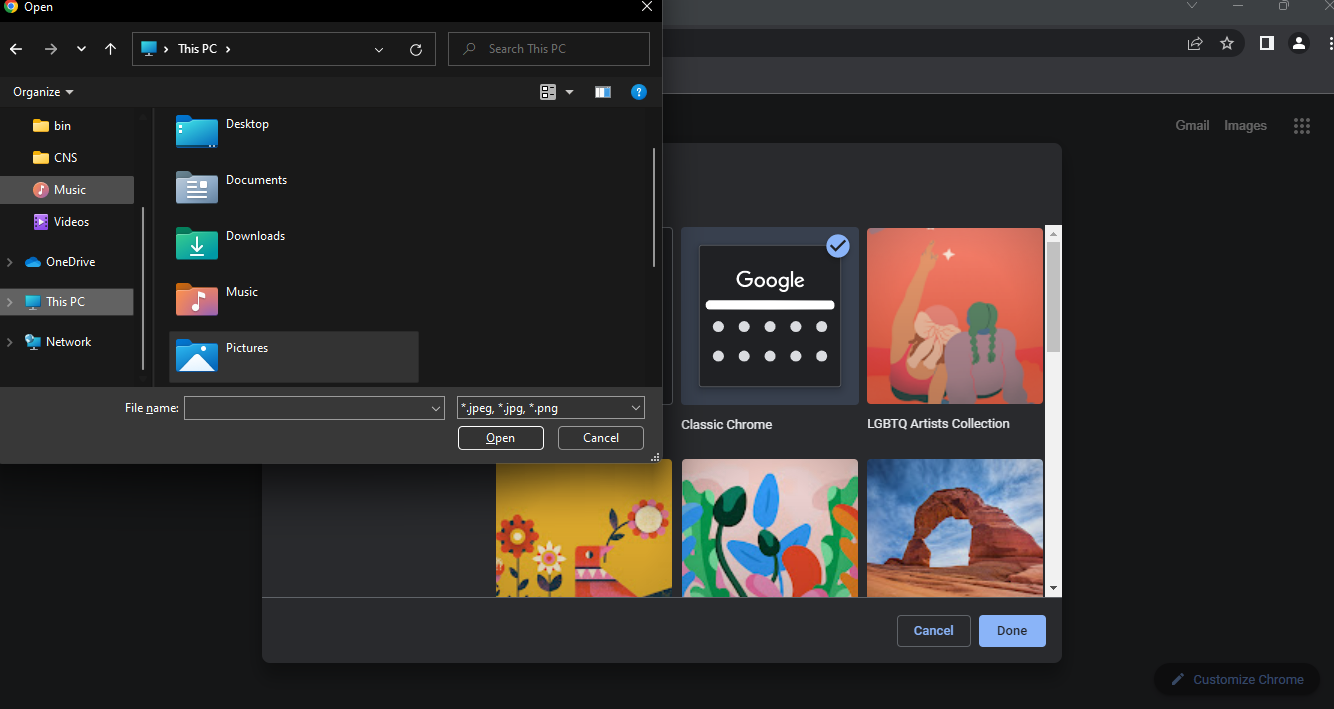 Open
This PC
Search This PC
Organize
bin
CNS
Music
Videos
OneDrive
This PC
Network
Desktop
Documents
Downloads
Music
Pictures
File name:
*.jpeg, *.jpg, *.png
Open
Cancel
Gmail
Images
Google
Classic Chrome
LGBTQ Artists Collection
Cancel
Done
Customize Chrome